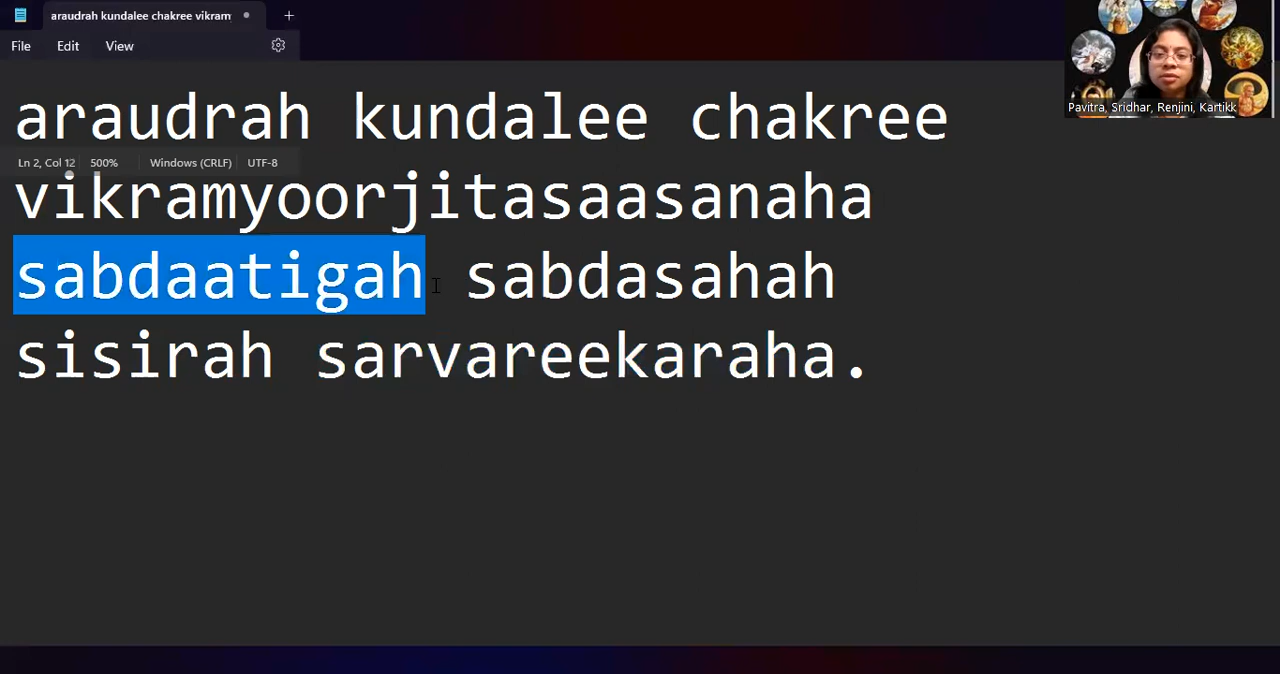 araudrah kundalee chakree vikram
File Edit View
araudrah kundalee chakree
Ln 2, Col 12 500% Windows (CRLF) UTF-8
vikramyoorjitasaasanaha
sabdaatigah sabdasahah
sisirah sarvareekaraha.
Pavitra, Sridhar, Renjini, Kartikk